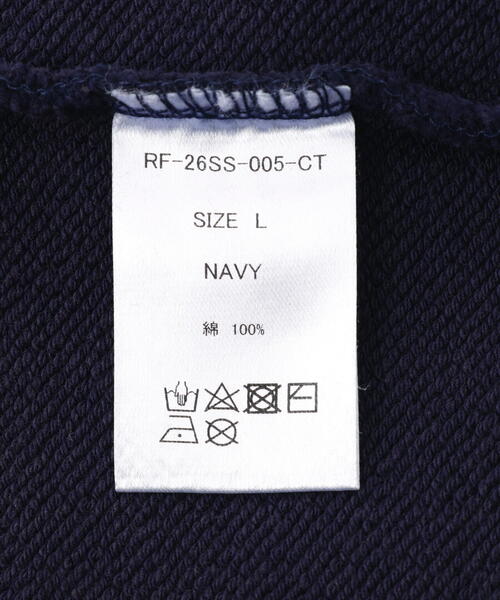 RF-26SS-005-CT
SIZE L
NAVY
綿 100%